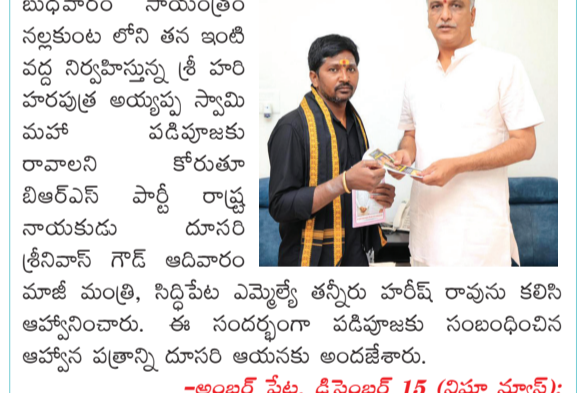 బుధవారం సాయంత్రం
నల్లకుంట లోని తన ఇంటి
వద్ద నిర్వహిస్తున్న శ్రీ హరి
హరపుత్ర అయ్యప్ప స్వామి
మహా పడిపూజకు
రావాలని కోరుతూ
బిఆర్ఎస్ పార్టీ రాష్ట్ర
నాయకుడు దూసరి
శ్రీనివాస్ గౌడ్ ఆదివారం
మాజీ మంత్రి, సిద్దిపేట ఎమ్మెల్యే తన్నీరు హరీష్ రావును కలిసి
ఆహ్వానించారు. ఈ సందర్భంగా పడిపూజకు సంబంధించిన
ఆహ్వాన పత్రాన్ని దూసరి ఆయనకు అందజేశారు.
-అంబర్ పేట, డిసెంబర్ 15 (నిఘా న్యూస్):